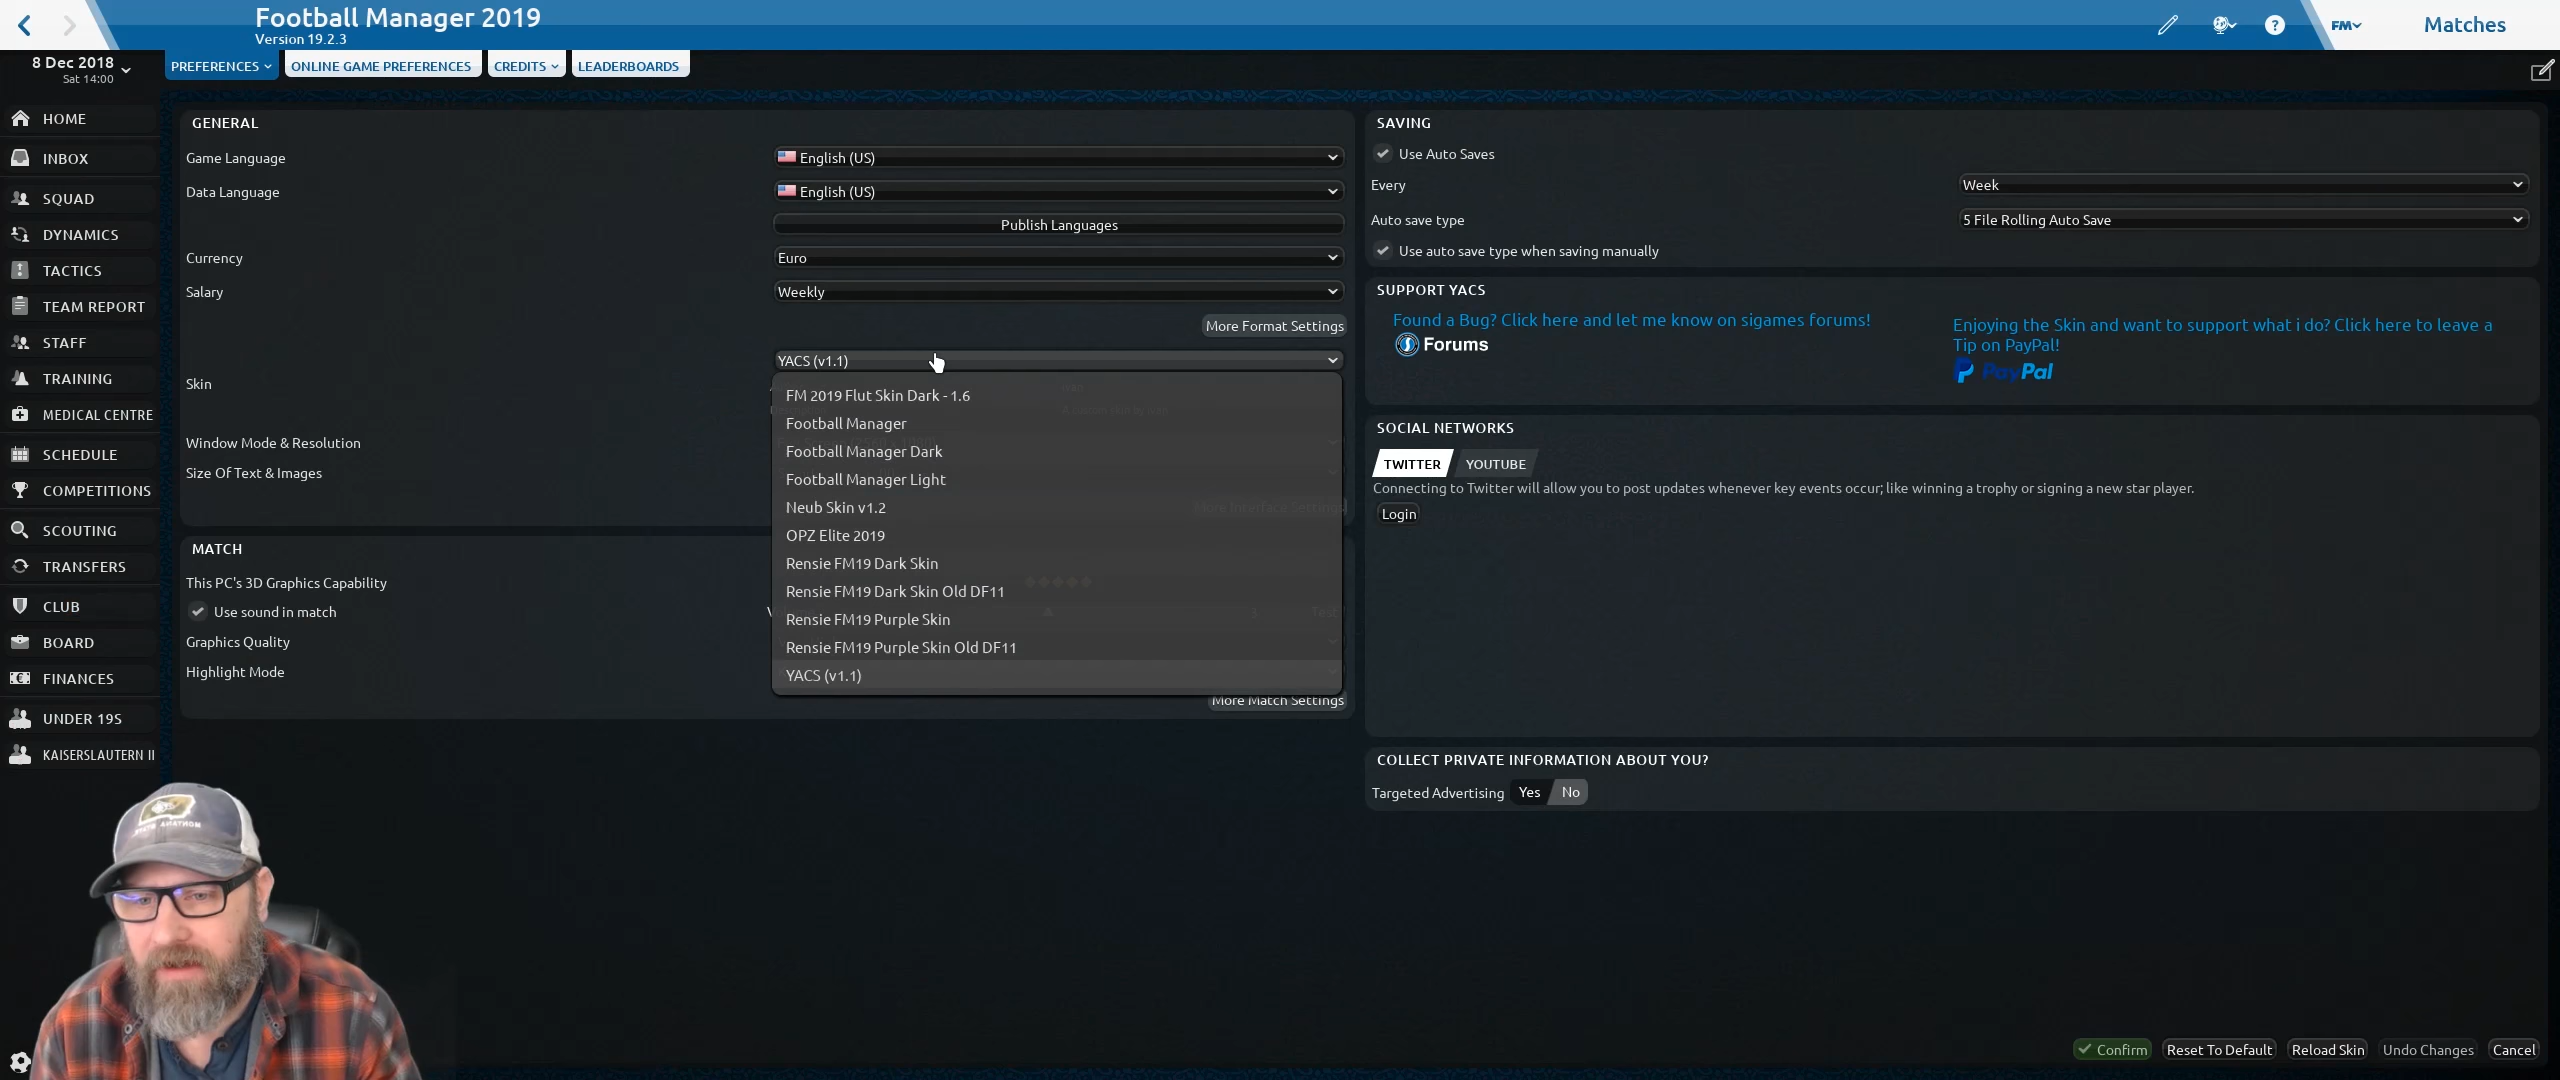 Football Manager 2019
Version 19.2.3
FM
Matches
8 Dec 2018
Sat 14:00
PREFERENCES
ONLINE GAME PREFERENCES
CREDITS
LEADERBOARDS
HOME
INBOX
SQUAD
DYNAMICS
TACTICS
TEAM REPORT
STAFF
TRAINING
MEDICAL CENTRE
SCHEDULE
COMPETITIONS
SCOUTING
TRANSFERS
CLUB
BOARD
FINANCES
UNDER 19S
KAISERSLAUTERN II
GENERAL
Game Language
English (US)
Data Language
English (US)
Publish Languages
Currency
Euro
Salary
Weekly
More Format Settings
YACS (v1.1)
Skin
FM 2019 Flut Skin Dark - 1.6
Football Manager
Football Manager Dark
Football Manager Light
Neub Skin v1.2
OPZ Elite 2019
Rensie FM19 Dark Skin
Rensie FM19 Dark Skin Old DF11
Rensie FM19 Purple Skin
Rensie FM19 Purple Skin Old DF11
YACS (v1.1)
Window Mode & Resolution
Size Of Text & Images
More Interface Settings
MATCH
This PC's 3D Graphics Capability
Use sound in match
Graphics Quality
Highlight Mode
More Match Settings
SAVING
Use Auto Saves
Every
Week
Auto save type
5 File Rolling Auto Save
Use auto save type when saving manually
SUPPORT YACS
Found a Bug? Click here and let me know on sigames forums!
Forums
Enjoying the Skin and want to support what i do? Click here to leave a
Tip on PayPal!
PayPal
SOCIAL NETWORKS
TWITTER
YOUTUBE
Connecting to Twitter will allow you to post updates whenever key events occur; like winning a trophy or signing a new star player.
Login
COLLECT PRIVATE INFORMATION ABOUT YOU?
Targeted Advertising
Yes
No
MONTANA STATE
Confirm
Reset To Default
Reload Skin
Undo Changes
Cancel